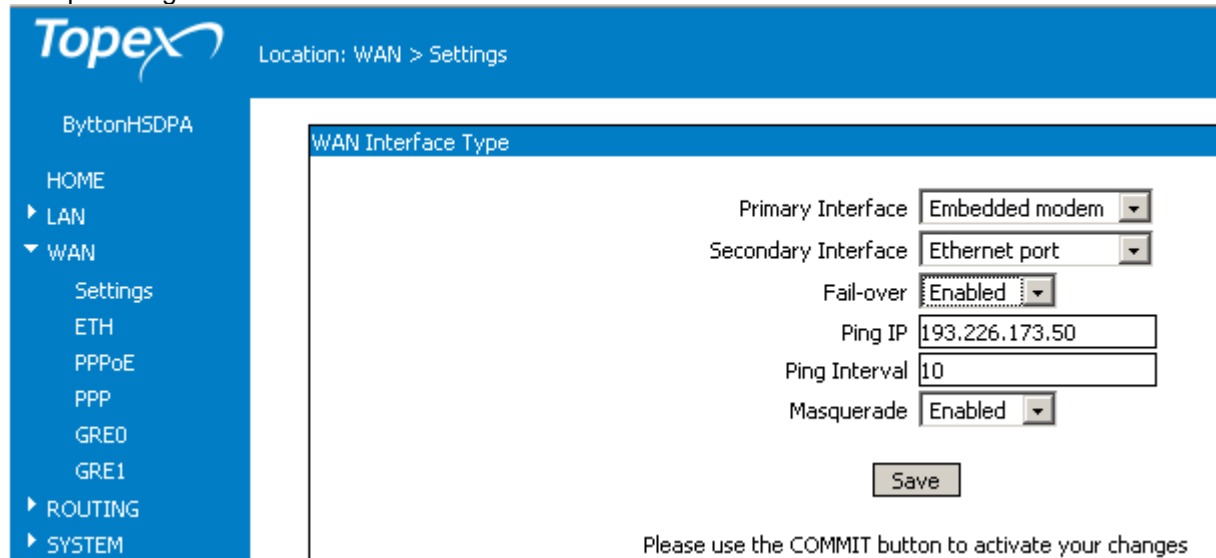 Topex
Location: WAN > Settings
ByttonHSDPA
HOME
LAN
WAN
Settings
ETH
PPPoE
PPP
GRE0
GRE1
ROUTING
SYSTEM
WAN Interface Type
Primary Interface Embedded modem
Secondary Interface Ethernet port
Fail-over Enabled
Ping IP 193.226.173.50
Ping Interval 10
Masquerade Enabled
Save
Please use the COMMIT button to activate your changes